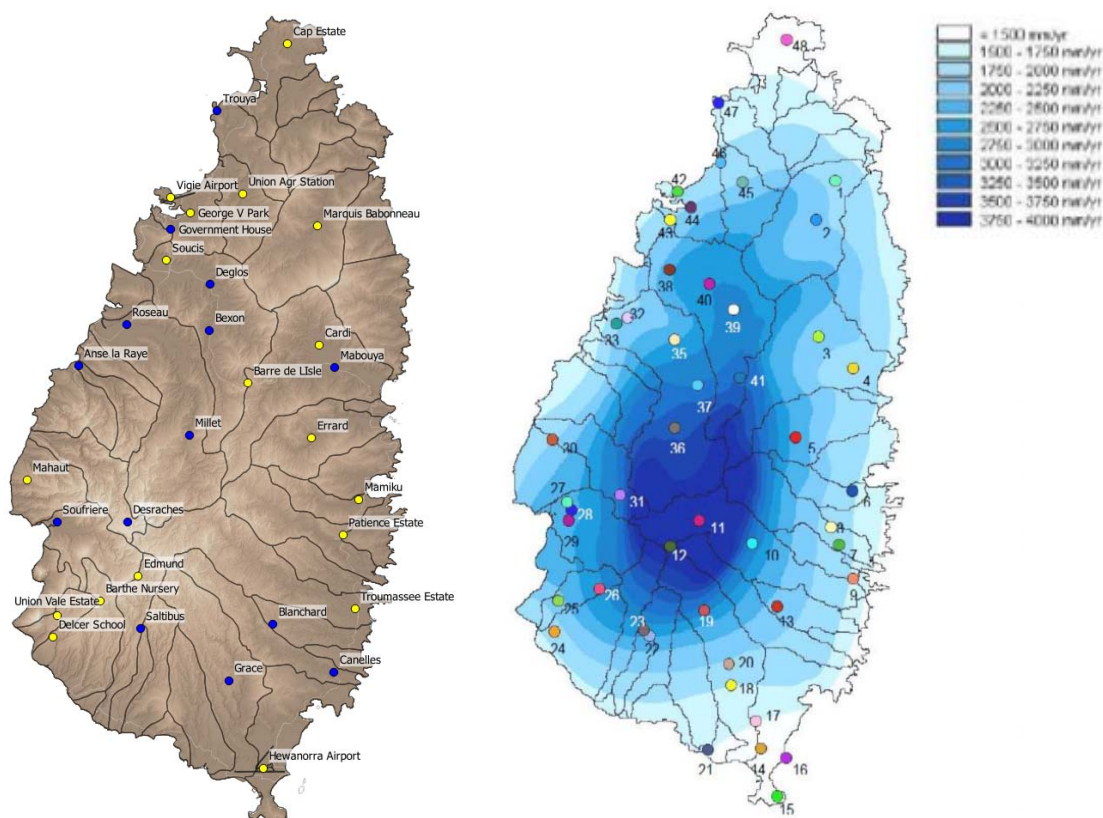 Cap Estate
Trouya
Vigie Airport
Union Agr Station
George V Park
Marquis Babonneau
Government House
Soucis
Deglos
Roseau
Bexon
Cardi
Anse la Raye
Mabouya
Barre de LIsle
Millet
Errard
Mahaut
Mamiku
Soufriere
Desraches
Patience Estate
Edmund
Barthe Nursery
Union Vale Estate
Troumassee Estate
Saltibus
Blanchard
Delcer School
Canelles
Grace
Hewanorra Airport
< 1500 mm/yr
1500 - 1750 mm/yr
1750 - 2000 mm/yr
2000 - 2250 mm/yr
2250 - 2500 mm/yr
2500 - 2750 mm/yr
2750 - 3000 mm/yr
3000 - 3250 mm/yr
3250 - 3500 mm/yr
3500 - 3750 mm/yr
3750 - 4000 mm/yr
48
47
46
42
45
1
44
43
2
38
40
32
39
33
35
3
41
4
37
36
30
5
27
31
6
28
11
8
29
12
10
7
26
9
25
23
19
13
24
22
20
18
17
21
14
16
15